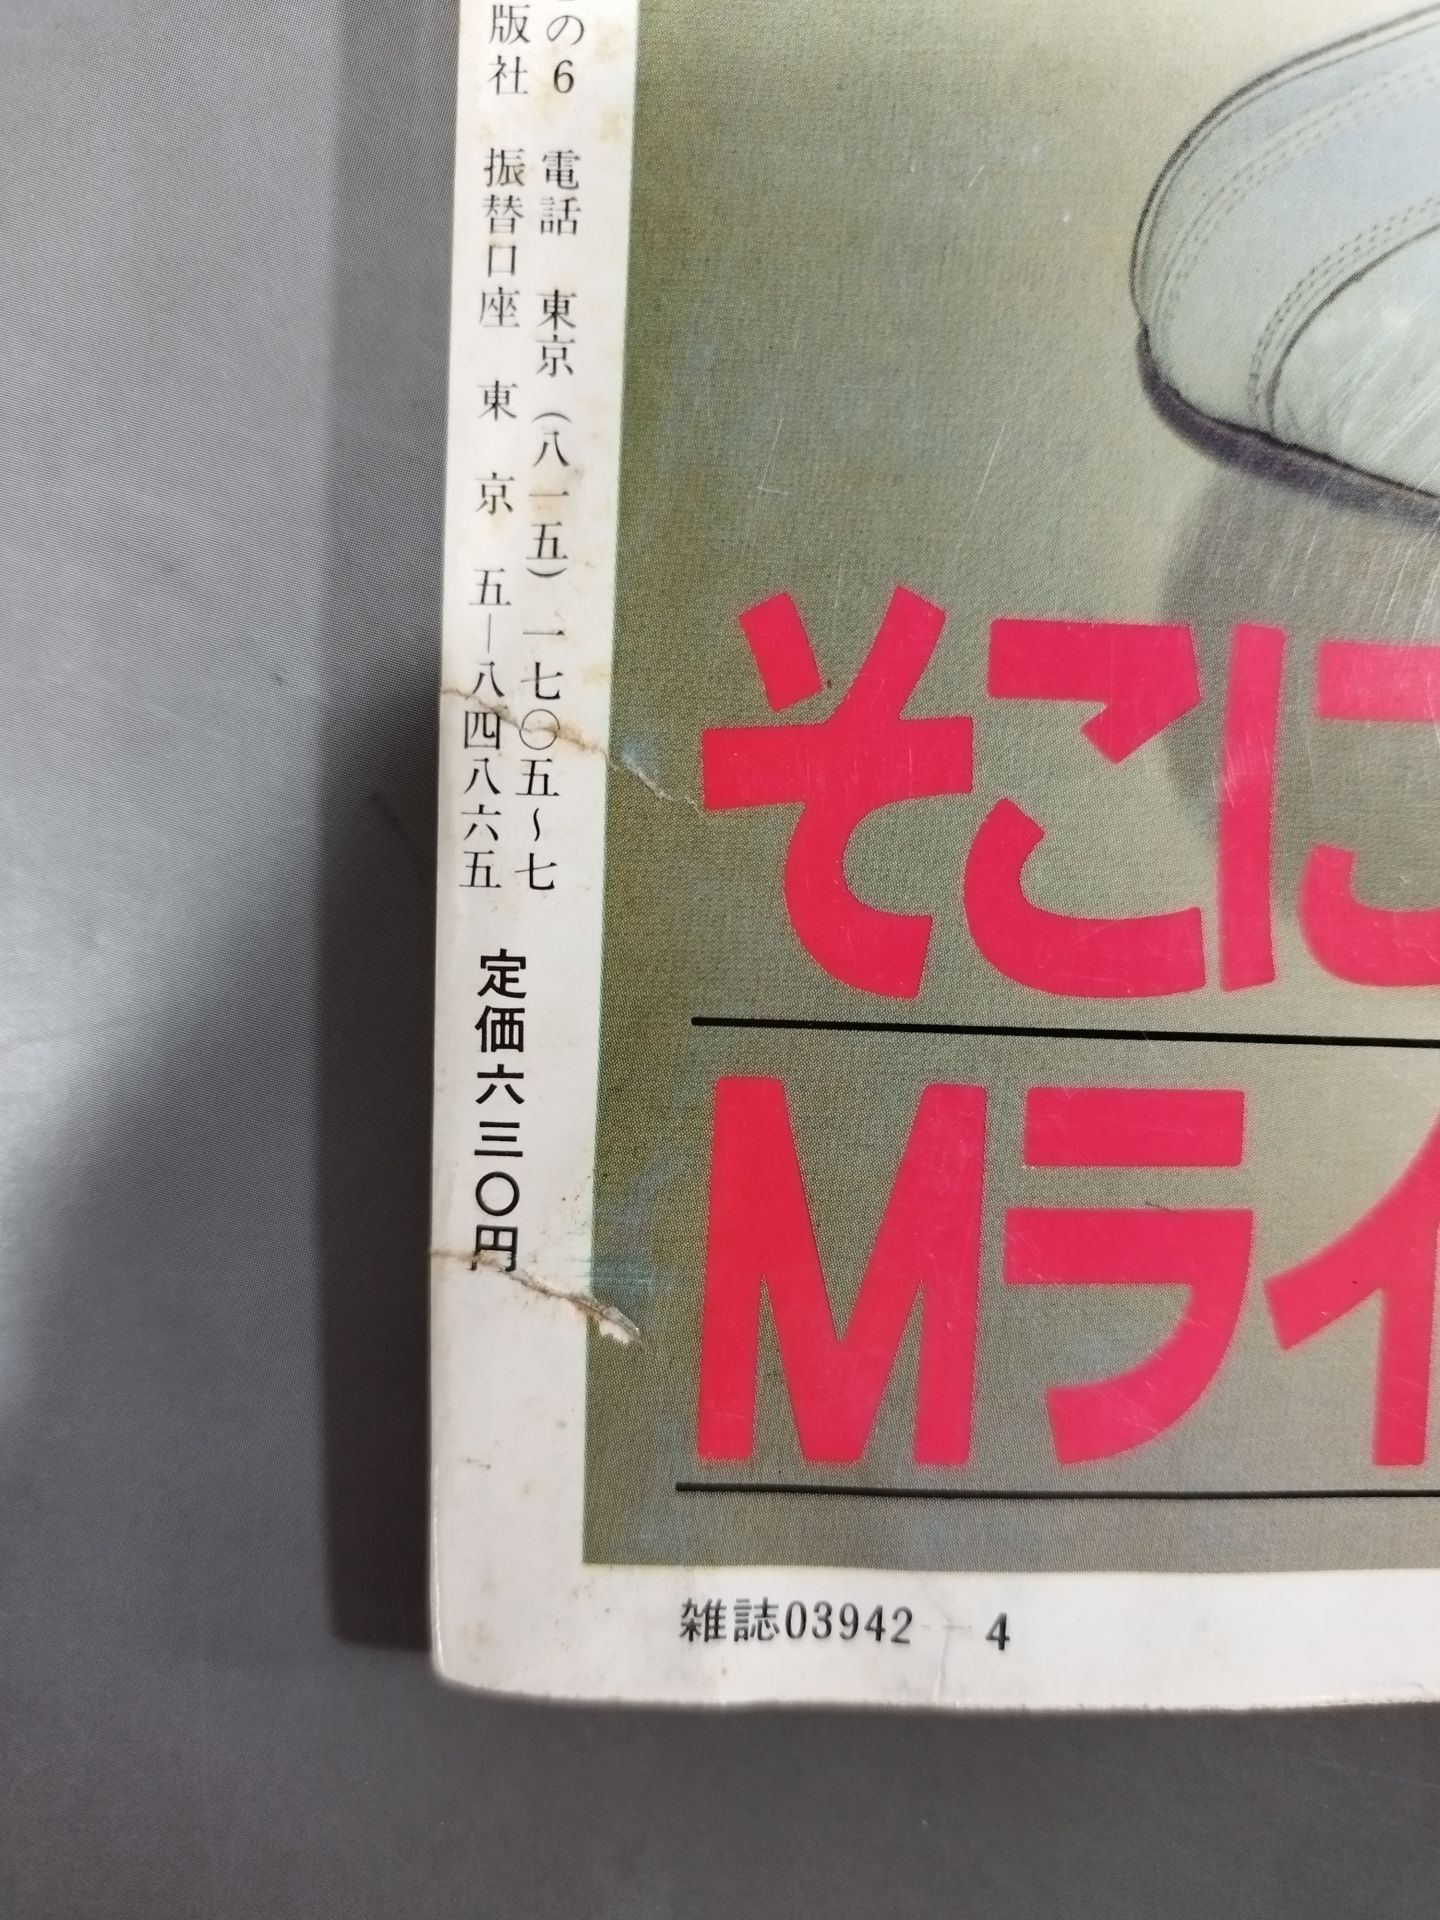 の6 電話 東京(八一五)一七〇五~七
版社 振替口座 東京 五―八四八六五
定価六三〇円
そこに
Mライ
雑誌03942-4